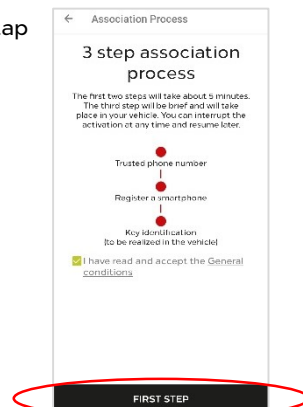 ap
Association Process
3 step association
process
The first two steps will take about 5 minutes.
The third step will be brief and will take
place in your vehicle. You can interrupt the
activation at any time and resume later.
Trusted phone number
Register a smartphone
Key identification
(to be realized in the vehicle)
I have read and accept the General
conditions
FIRST STEP